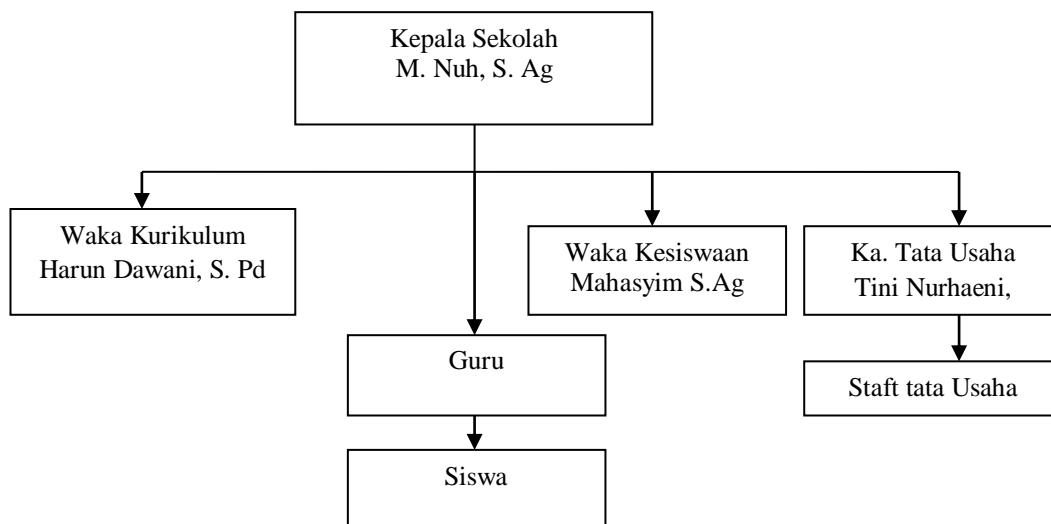 Kepala Sekolah
M. Nuh, S. Ag
Waka Kurikulum
Harun Dawani, S. Pd
Waka Kesiswaan
Mahasyim S.Ag
Ka. Tata Usaha
Tini Nurhaeni,
Guru
Staft tata Usaha
Siswa